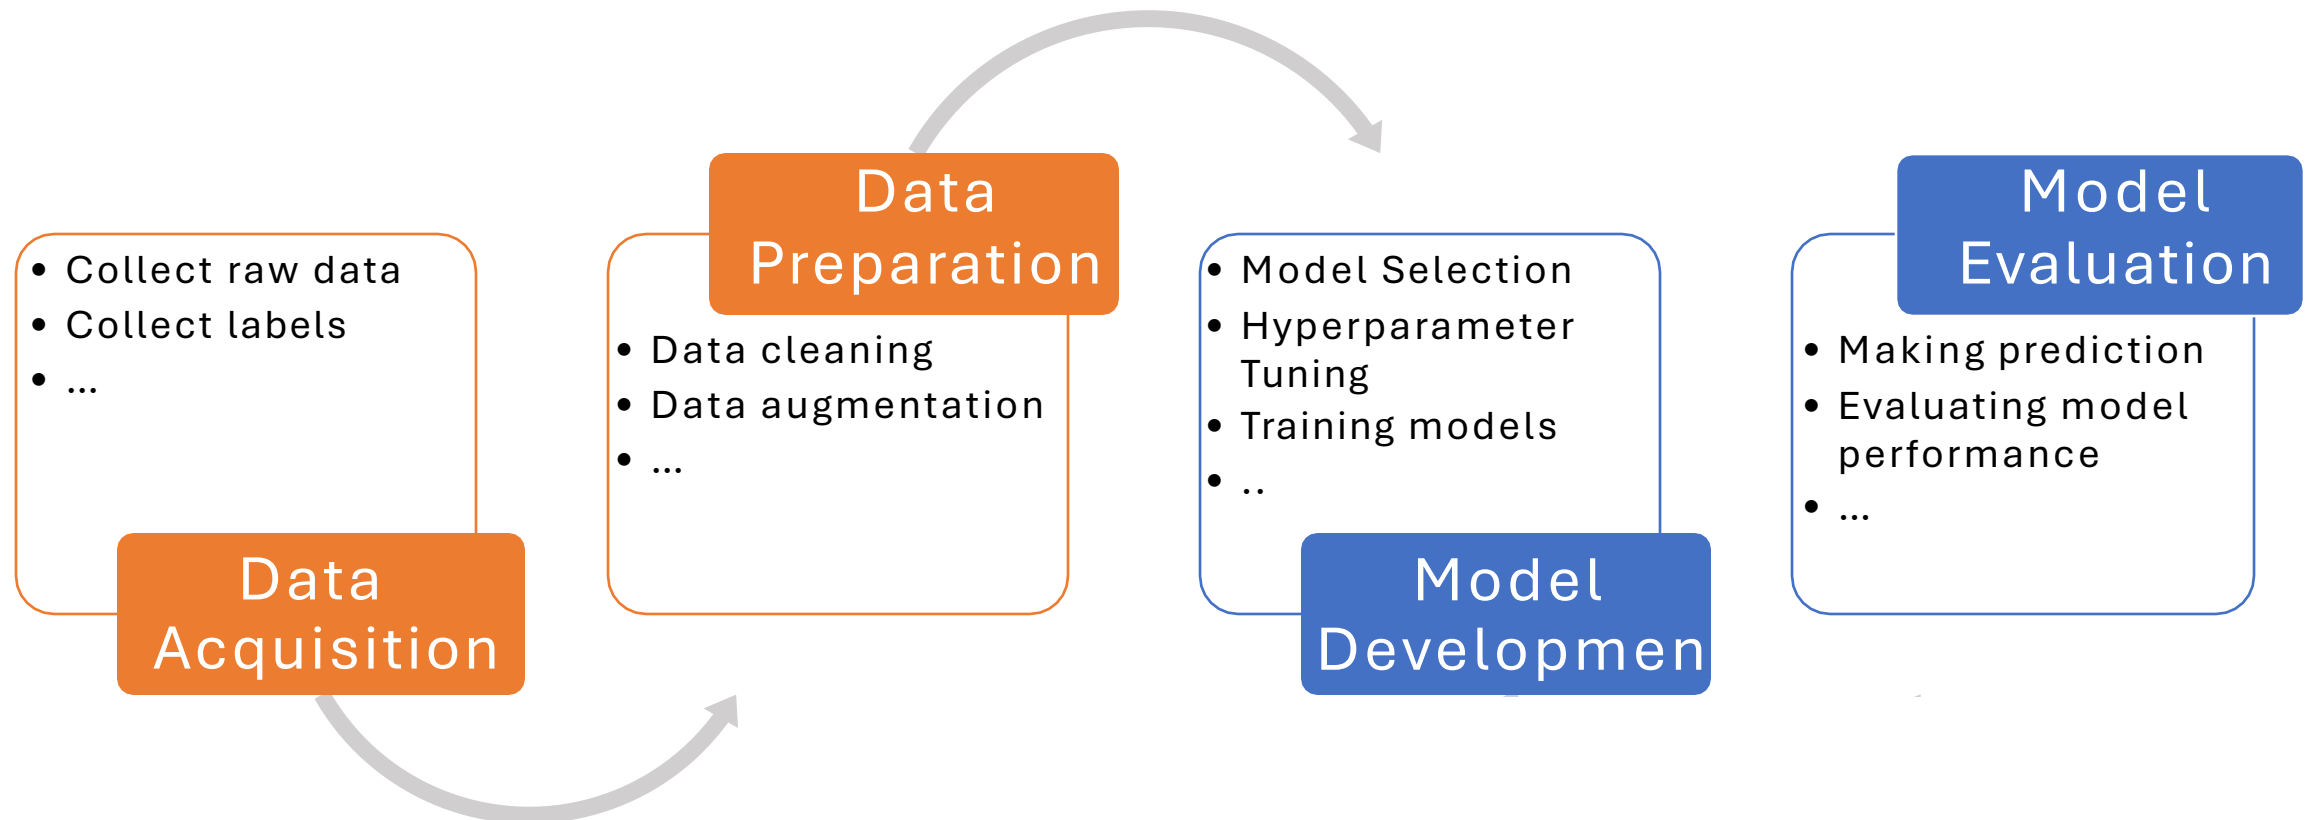 • Collect raw data
• Collect labels
• ...
Data
Acquisition
Data
Preparation
• Data cleaning
• Data augmentation
• ...
• Model Selection
• Hyperparameter
Tuning
• Training models
• ..
Model
Developmen
Model
Evaluation
• Making prediction
• Evaluating model
performance
• ...